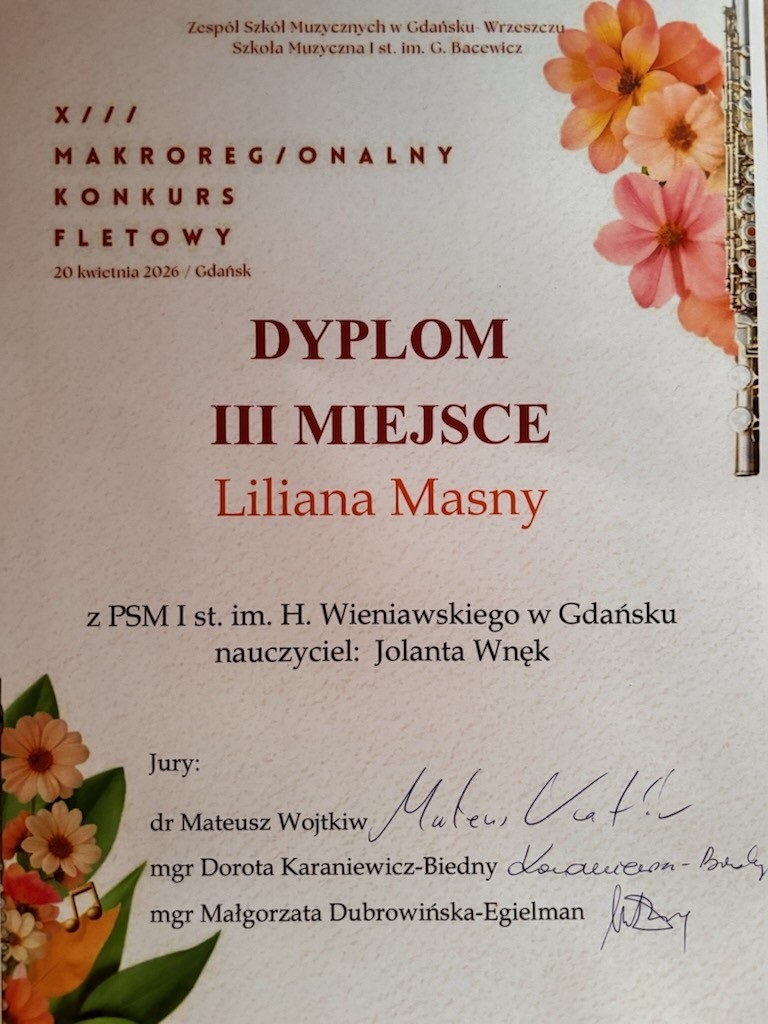 Zespół Szkół Muzycznych w Gdańsku- Wrzeszczu
Szkoła Muzyczna I st. im. G. Bacewicz
X///
MAKROREG/ONALNY
KONKURS
FLETOWY
20 kwietnia 2026 / Gdańsk
DYPLOM
III MIEJSCE
Liliana Masny
z PSM I st. im. H. Wieniawskiego w Gdańsku
nauczyciel: Jolanta Wnęk
Jury:
dr Mateusz Wojtkiw
mgr Dorota Karaniewicz-Biedny
mgr Małgorzata Dubrowińska-Egielman